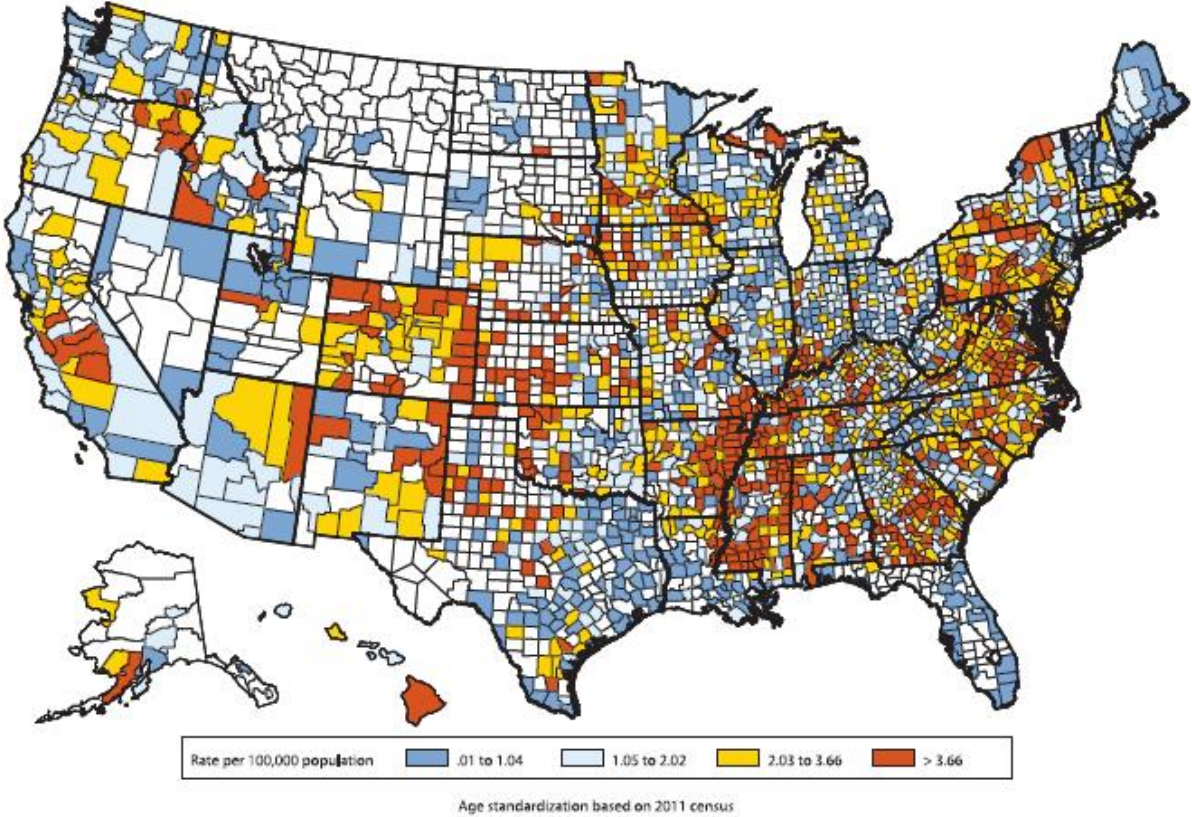 Rate per 100,000 population .01 to 1.04 1.05 to 2.02 2.03 to 3.66 > 3.66
Age standardization based on 2011 census